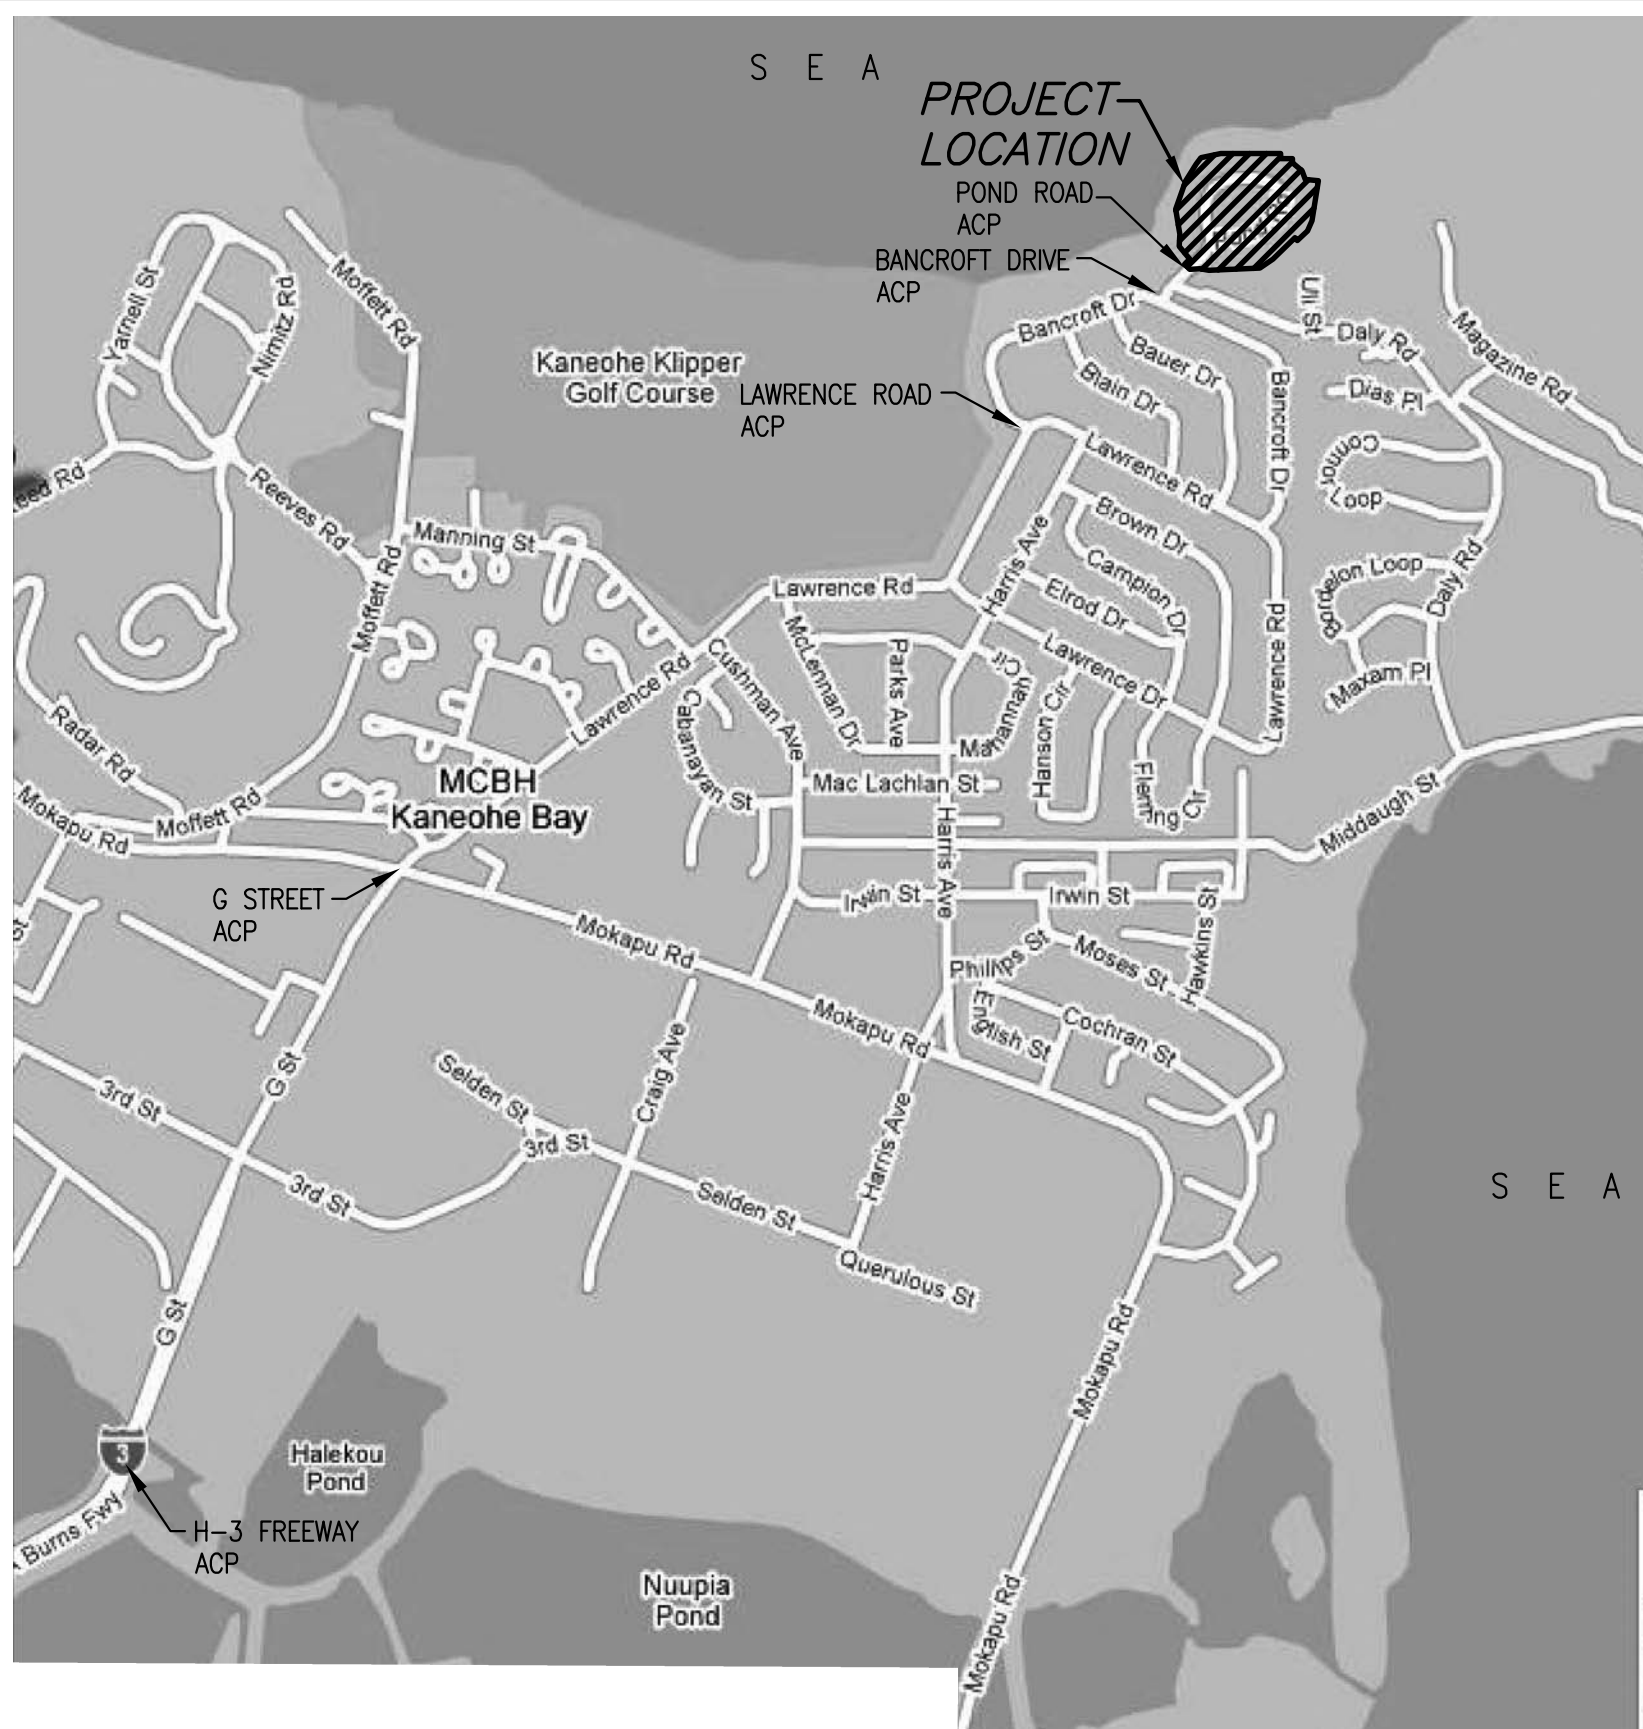 S E A
PROJECT
LOCATION
POND ROAD
ACP
BANCROFT DRIVE
ACP
Yarnell St
Nimitz Rd
Moffett Rd
Kaneohe Klipper
Golf Course
LAWRENCE ROAD
ACP
Bancroft Dr
Bauer Dr
Blain Dr
Uli St
Daly Rd
Magazine Rd
Dias Pl
Bancroft Dr
Connor
Loop
Lawrence Rd
eed Rd
Reeves Rd
Manning St
Moffett Rd
Brown Dr
Harris Ave
Campion Dr
Elrod Dr
Bordelon Loop
Daly Rd
Lawrence Rd
McLennan Dr
Parks Ave
Cir
Mahannah
Lawrence Dr
Lawrence Rd
Maxam Pl
Cushman Ave
Lawrence Rd
Cabanayan St
Hanson Cir
Fleming Cir
Radar Rd
MCBH
Kaneohe Bay
Mac Lachlan St
Moffett Rd
Mokapu Rd
Middaugh St
Harris Ave
G STREET
ACP
Irwin St
Irwin St
Hawkins St
St
Mokapu Rd
Phillips St
Moses St
English St
Cochran St
Mokapu Rd
G St
3rd St
Selden St
Craig Ave
3rd St
Harris Ave
3rd St
Selden St
S E A
Querulous St
G St
Mokapu Rd
3
Halekou
Pond
Burns Fwy
H-3 FREEWAY
ACP
Nuupia
Pond
Mokapu Rd